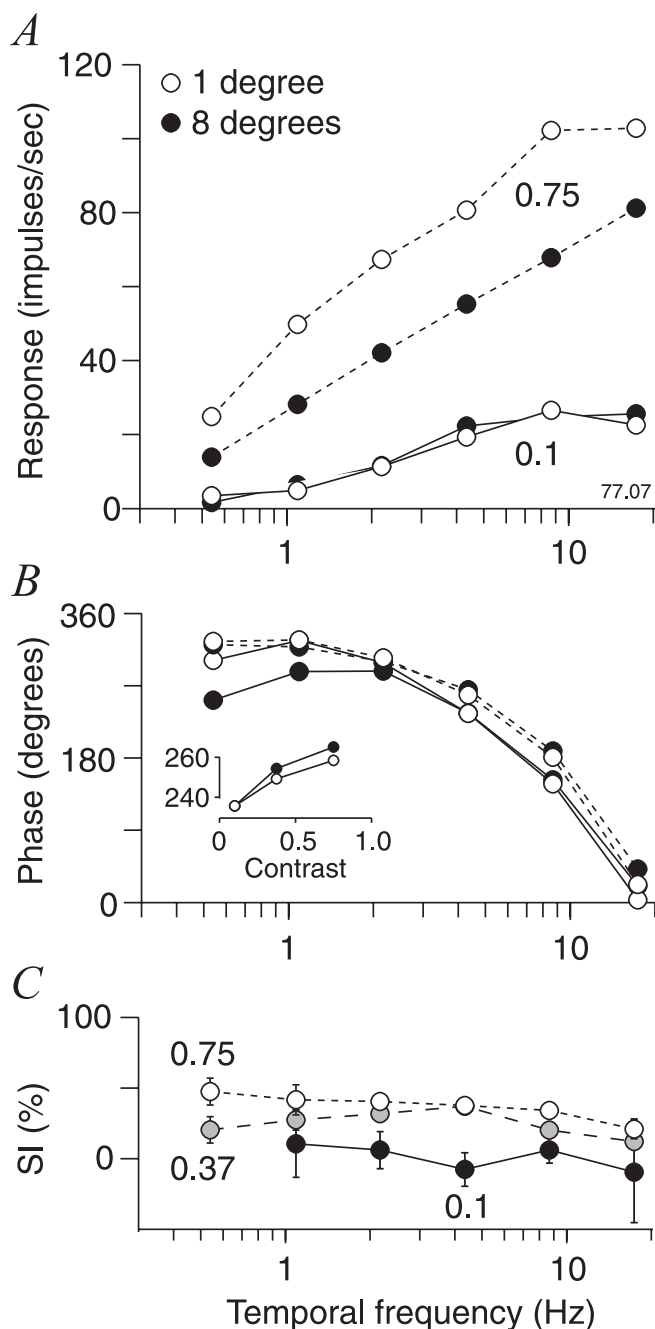 A
120
80
40
0
Response (impulses/sec)
1 degree
8 degrees
0.75
0.1
77.07
1
10
B
360
180
0
Phase (degrees)
260
240
0
0.5
1.0
Contrast
1
10
C
100
0
SI (%)
0.75
0.37
0.1
1
10
Temporal frequency (Hz)